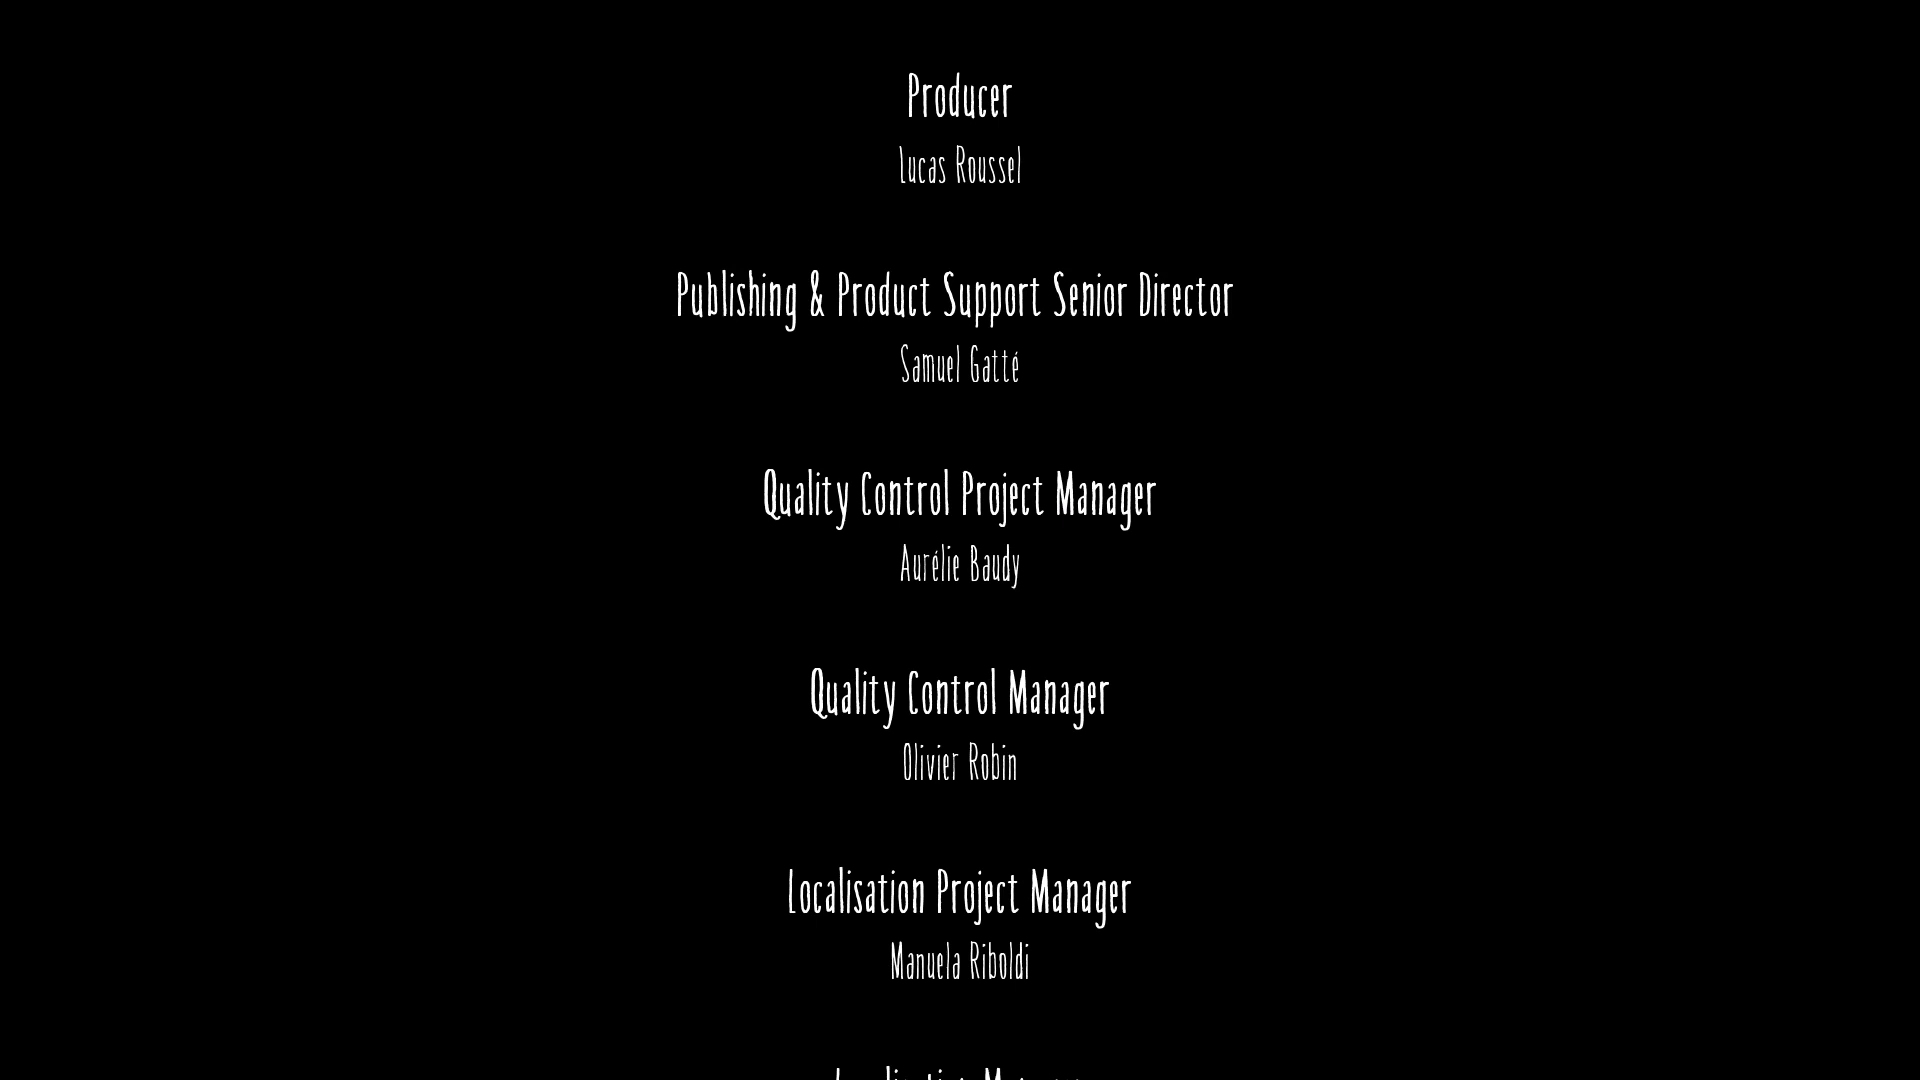 Producer
Lucas Roussel
Publishing & Product Support Senior Director
Samuel Gatté
Quality Control Project Manager
Aurélie Baudy
Quality Control Manager
Olivier Robin
Localisation Project Manager
Manuela Riboldi